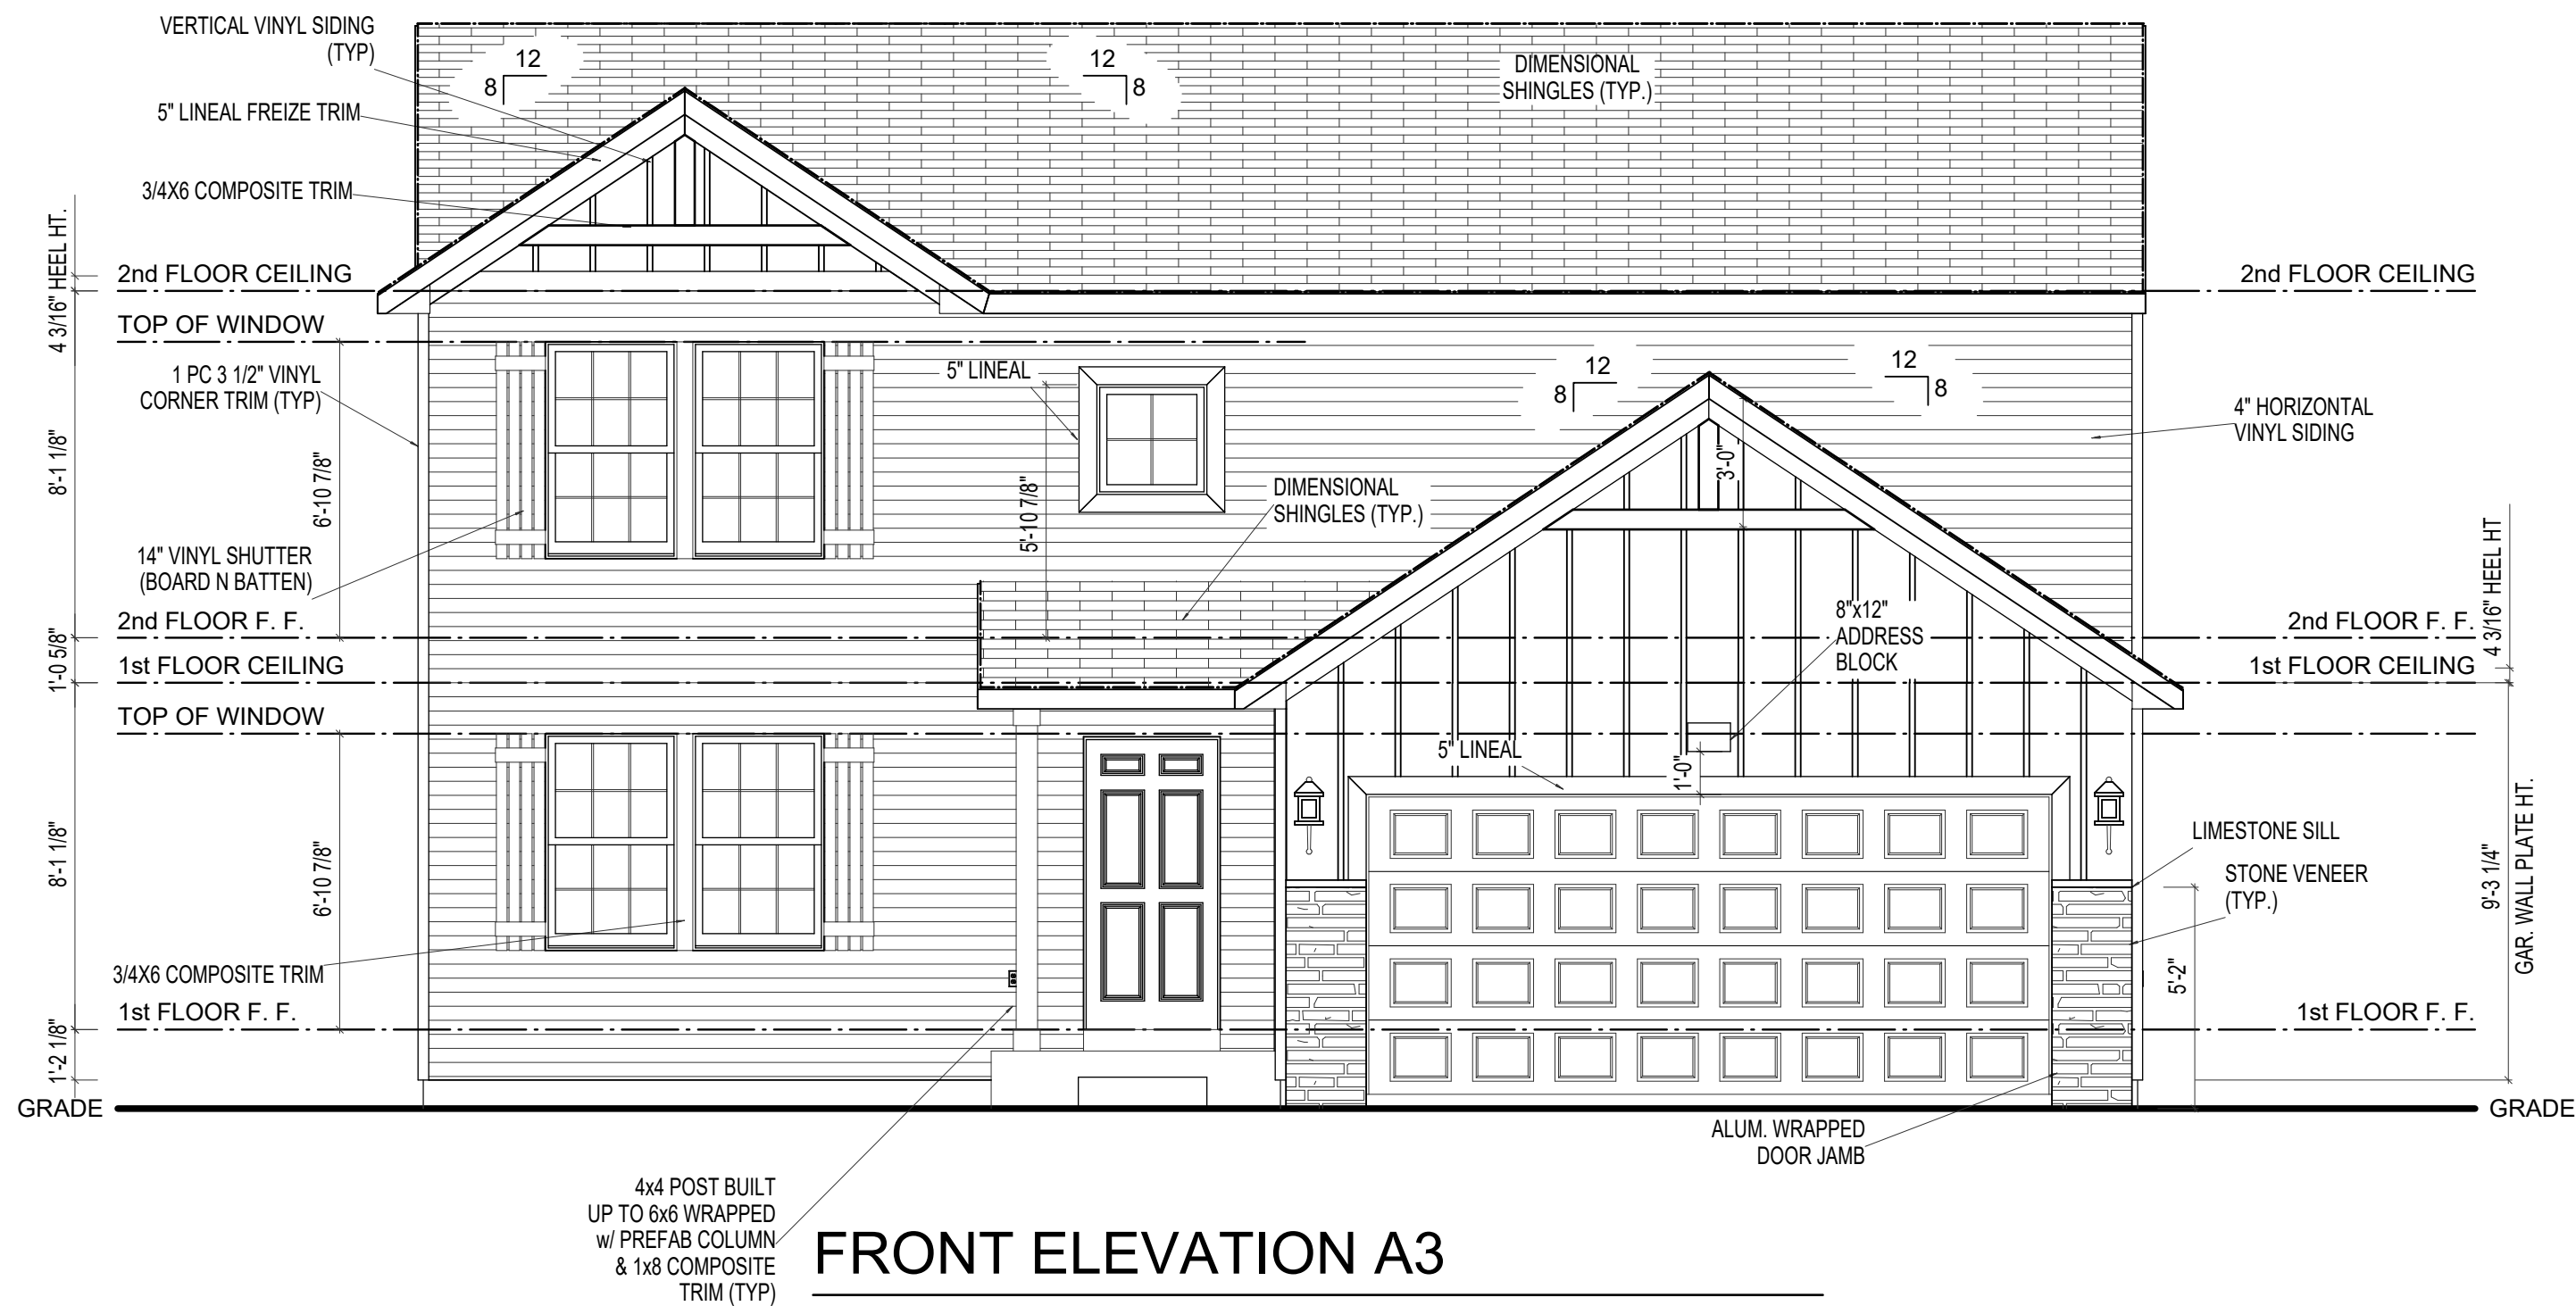 VERTICAL VINYL SIDING
(TYP)
5" LINEAL FREIZE TRIM
3/4X6 COMPOSITE TRIM
4 3/16" HEEL HT.
2nd FLOOR CEILING
TOP OF WINDOW
1 PC 3 1/2" VINYL
CORNER TRIM (TYP)
8'-1 1/8"
6'-10 7/8"
14" VINYL SHUTTER
(BOARD N BATTEN)
2nd FLOOR F. F.
1'-0 5/8"
1st FLOOR CEILING
TOP OF WINDOW
8'-1 1/8"
6'-10 7/8"
3/4X6 COMPOSITE TRIM
1st FLOOR F. F.
1'-2 1/8"
GRADE
12
8
12
8
DIMENSIONAL
SHINGLES (TYP.)
5" LINEAL
5'-10 7/8"
DIMENSIONAL
SHINGLES (TYP.)
12
8
12
8
3'-0"
8"x12"
ADDRESS
BLOCK
5" LINEAL
1'-0"
2nd FLOOR CEILING
4" HORIZONTAL
VINYL SIDING
4 3/16" HEEL HT
2nd FLOOR F. F.
1st FLOOR CEILING
LIMESTONE SILL
STONE VENEER
(TYP.)
9'-3 1/4"
GAR. WALL PLATE HT.
5'-2"
1st FLOOR F. F.
GRADE
ALUM. WRAPPED
DOOR JAMB
4x4 POST BUILT
UP TO 6x6 WRAPPED
w/ PREFAB COLUMN
& 1x8 COMPOSITE
TRIM (TYP)
FRONT ELEVATION A3